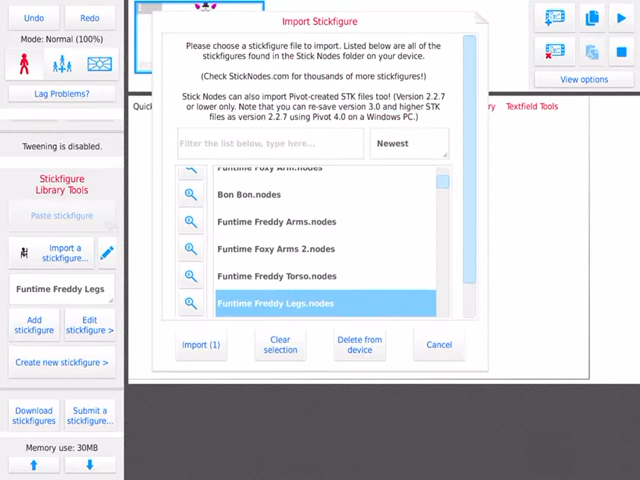 Undo Redo
Mode: Normal (100%)
Lag Problems?
Tweening is disabled.
Stickfigure
Library Tools
Paste stickfigure
Import a
stickfigure...
Funtime Freddy Legs
Add
stickfigure
Edit
stickfigure >
Create new stickfigure >
Download
stickfigures
Submit a
stickfigure...
Memory use: 30MB
Import Stickfigure
Please choose a stickfigure file to import. Listed below are all of the
stickfigures found in the Stick Nodes folder on your device.
(Check StickNodes.com for thousands of more stickfigures!)
Stick Nodes can also import Pivot-created STK files too! (Version 2.2.7
or lower only. Note that you can re-save version 3.0 and higher STK
files as version 2.2.7 using Pivot 4.0 on a Windows PC.)
Filter the list below, type here...
Newest
Funtime Foxy Arm.nodes
Bon Bon.nodes
Funtime Freddy Arms.nodes
Funtime Foxy Arms 2.nodes
Funtime Freddy Torso.nodes
Funtime Freddy Legs.nodes
Import (1)
Clear
selection
Delete from
device
Cancel
View options
Textfield Tools